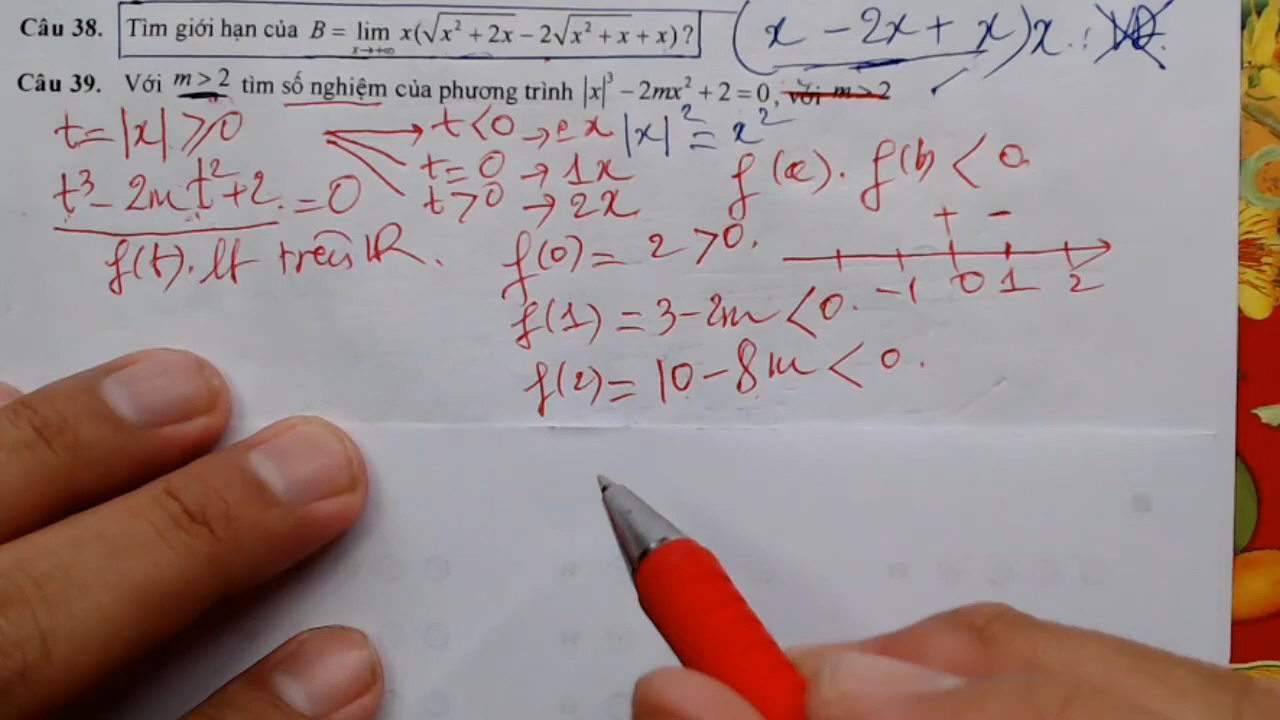 Câu 38. Tìm giới hạn của B = lim x→+∞ x(√x² + 2x − 2√x² + x + x) ?
(x − 2x + x)x .
Câu 39. Với m > 2 tìm số nghiệm của phương trình |x|³ − 2mx² + 2 = 0, với m > 2
t = |x| ≥ 0
t < 0 → 0 x |x|² = x²
t = 0 → 1x
t > 0 → 2x
f(a). f(b) < 0
t³ − 2mt² + 2 = 0
f(t). lt trên ℝ.
f(0) = 2 > 0.
+ −
−1 0 1 2
f(1) = 3 − 2m < 0.
f(2) = 10 − 8m < 0.